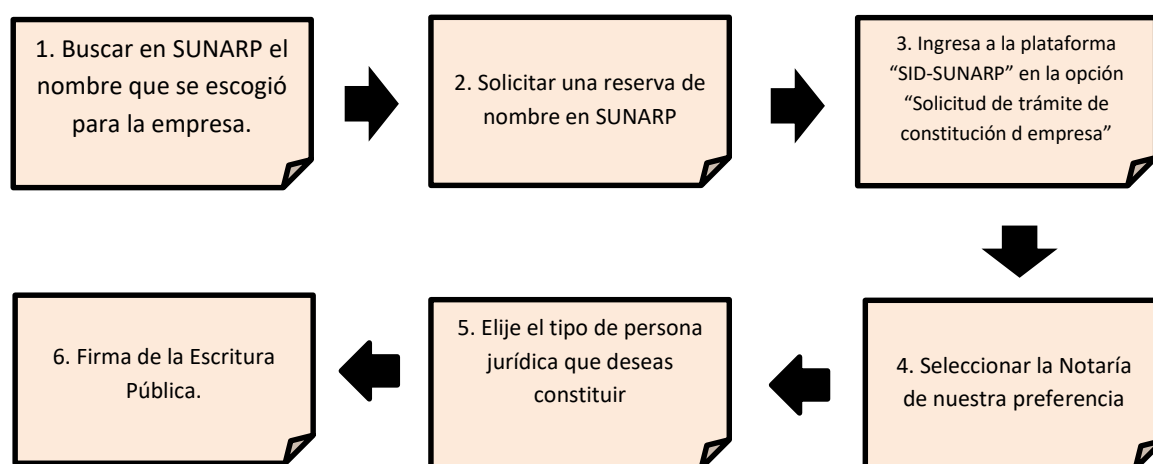 1. Buscar en SUNARP el
nombre que se escogió
para la empresa.
2. Solicitar una reserva de
nombre en SUNARP
3. Ingresa a la plataforma
“SID-SUNARP” en la opción
“Solicitud de trámite de
constitución d empresa”
4. Seleccionar la Notaría
de nuestra preferencia
5. Elije el tipo de persona
jurídica que deseas
constituir
6. Firma de la Escritura
Pública.